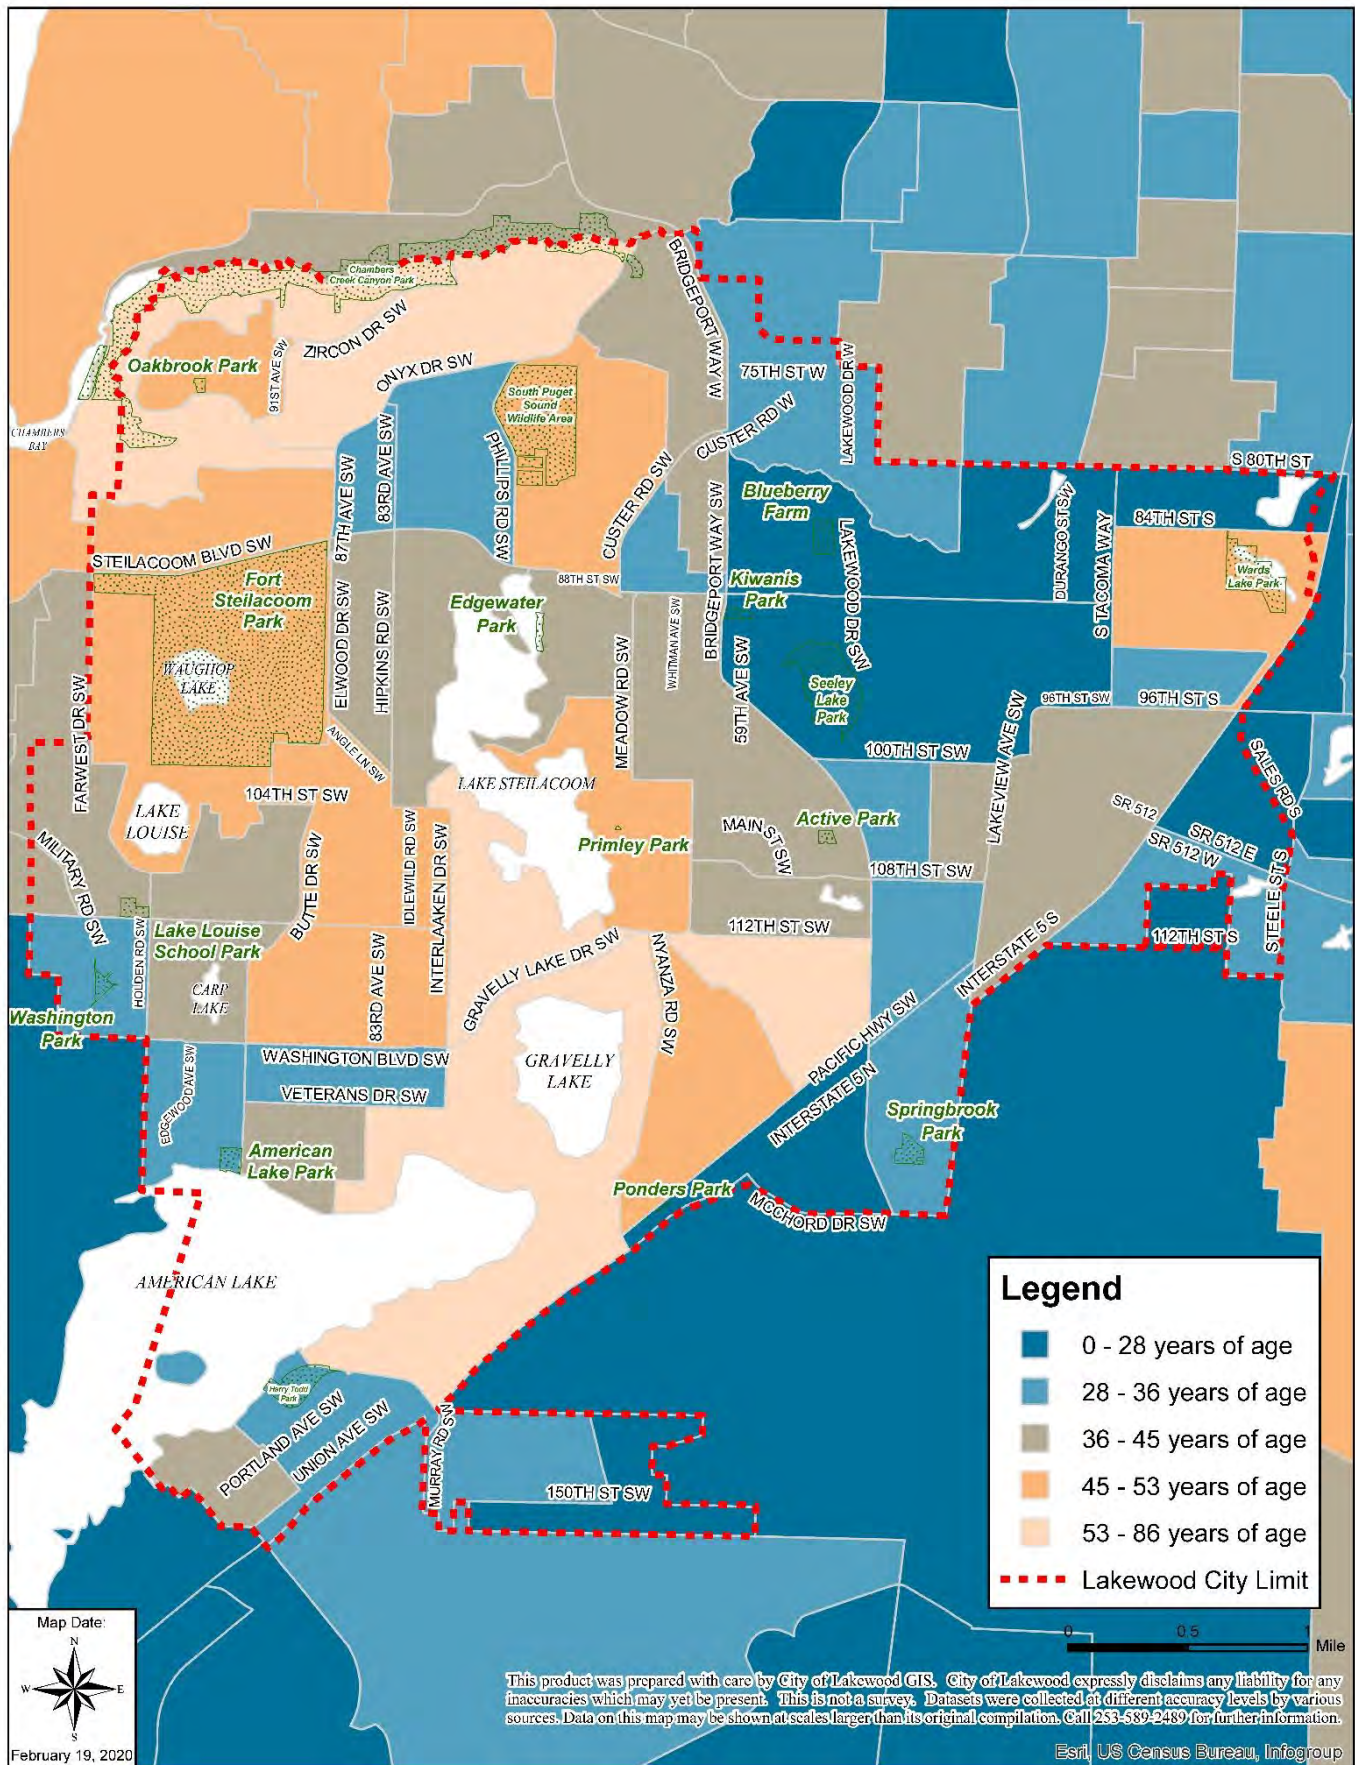 BRIDGEPORT WAY W
Chambers
Creek Canyon Park
ZIRCON DR SW
Oakbrook Park
91ST AVE SW
ONYX DR SW
75TH ST W
LAKEWOOD DR W
South Puget
Sound
Wildlife Area
CHAMBERS
BAY
CUSTER RD W
S 80TH ST
83RD AVE SW
87TH AVE SW
PHILLIPS RD SW
CUSTER RD SW
BRIDGEPORT WAY SW
Blueberry
Farm
LAKEWOOD DR SW
DURANGO ST SW
S TACOMA WAY
84TH ST S
STEILACOOM BLVD SW
Wards
Lake Park
Fort
Steilacoom
Park
88TH ST SW
Kiwanis
Park
Edgewater
Park
ELWOOD DR SW
HIPKINS RD SW
WHITMAN AVE SW
MEADOW RD SW
WAUGHOP
LAKE
59TH AVE SW
Seeley
Lake
Park
96TH ST SW
96TH ST S
FARWEST DR SW
ANGLE LN SW
100TH ST SW
LAKEVIEW AVE SW
SALES RD S
LAKE STEILACOOM
104TH ST SW
LAKE
LOUISE
SR 512
SR 512 E
SR 512 W
MAIN ST SW
Active Park
Primley Park
MILITARY RD SW
BUTTE DR SW
IDLEWILD RD SW
INTERLAAKEN DR SW
108TH ST SW
STEELE ST S
112TH ST SW
112TH ST S
Lake Louise
School Park
HOLDEN RD SW
GRAVELLY LAKE DR SW
NYANZA RD SW
INTERSTATE 5 S
83RD AVE SW
CARP
LAKE
Washington
Park
PACIFIC HWY SW
WASHINGTON BLVD SW
GRAVELLY
LAKE
INTERSTATE 5 N
VETERANS DR SW
EDGEWOOD AVE SW
Springbrook
Park
American
Lake Park
Ponders Park
MCCHORD DR SW
AMERICAN LAKE
Harry Todd
Park
PORTLAND AVE SW
UNION AVE SW
MURRAY RD SW
150TH ST SW
Legend
0 - 28 years of age
28 - 36 years of age
36 - 45 years of age
45 - 53 years of age
53 - 86 years of age
Lakewood City Limit
0 0.5 1
Mile
Map Date:
N
W E
S
February 19, 2020
This product was prepared with care by City of Lakewood GIS. City of Lakewood expressly disclaims any liability for any
inaccuracies which may yet be present. This is not a survey. Datasets were collected at different accuracy levels by various
sources. Data on this map may be shown at scales larger than its original compilation. Call 253-589-2489 for further information.
Esri, US Census Bureau, Infogroup